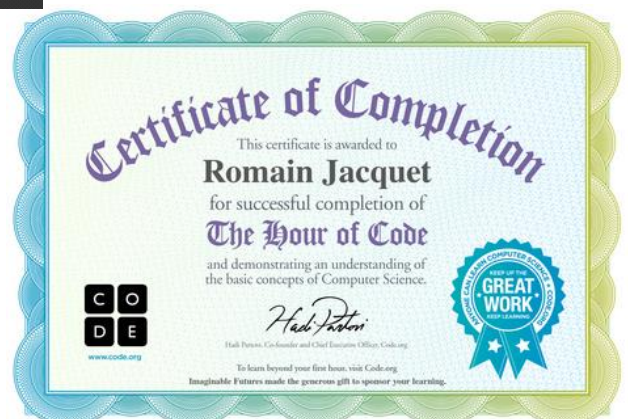 Certificate of Completion
This certificate is awarded to
Romain Jacquet
for successful completion of
The Hour of Code
and demonstrating an understanding of
the basic concepts of Computer Science.
C O
D E
www.code.org
Hadi Partovi
Hadi Partovi, Co-founder and Chief Executive Officer, Code.org
To learn beyond your first hour, visit Code.org
Imaginable Futures made the generous gift to sponsor your learning.
ANYONE CAN LEARN COMPUTER SCIENCE • CODE.ORG
KEEP UP THE
GREAT
WORK
KEEP LEARNING